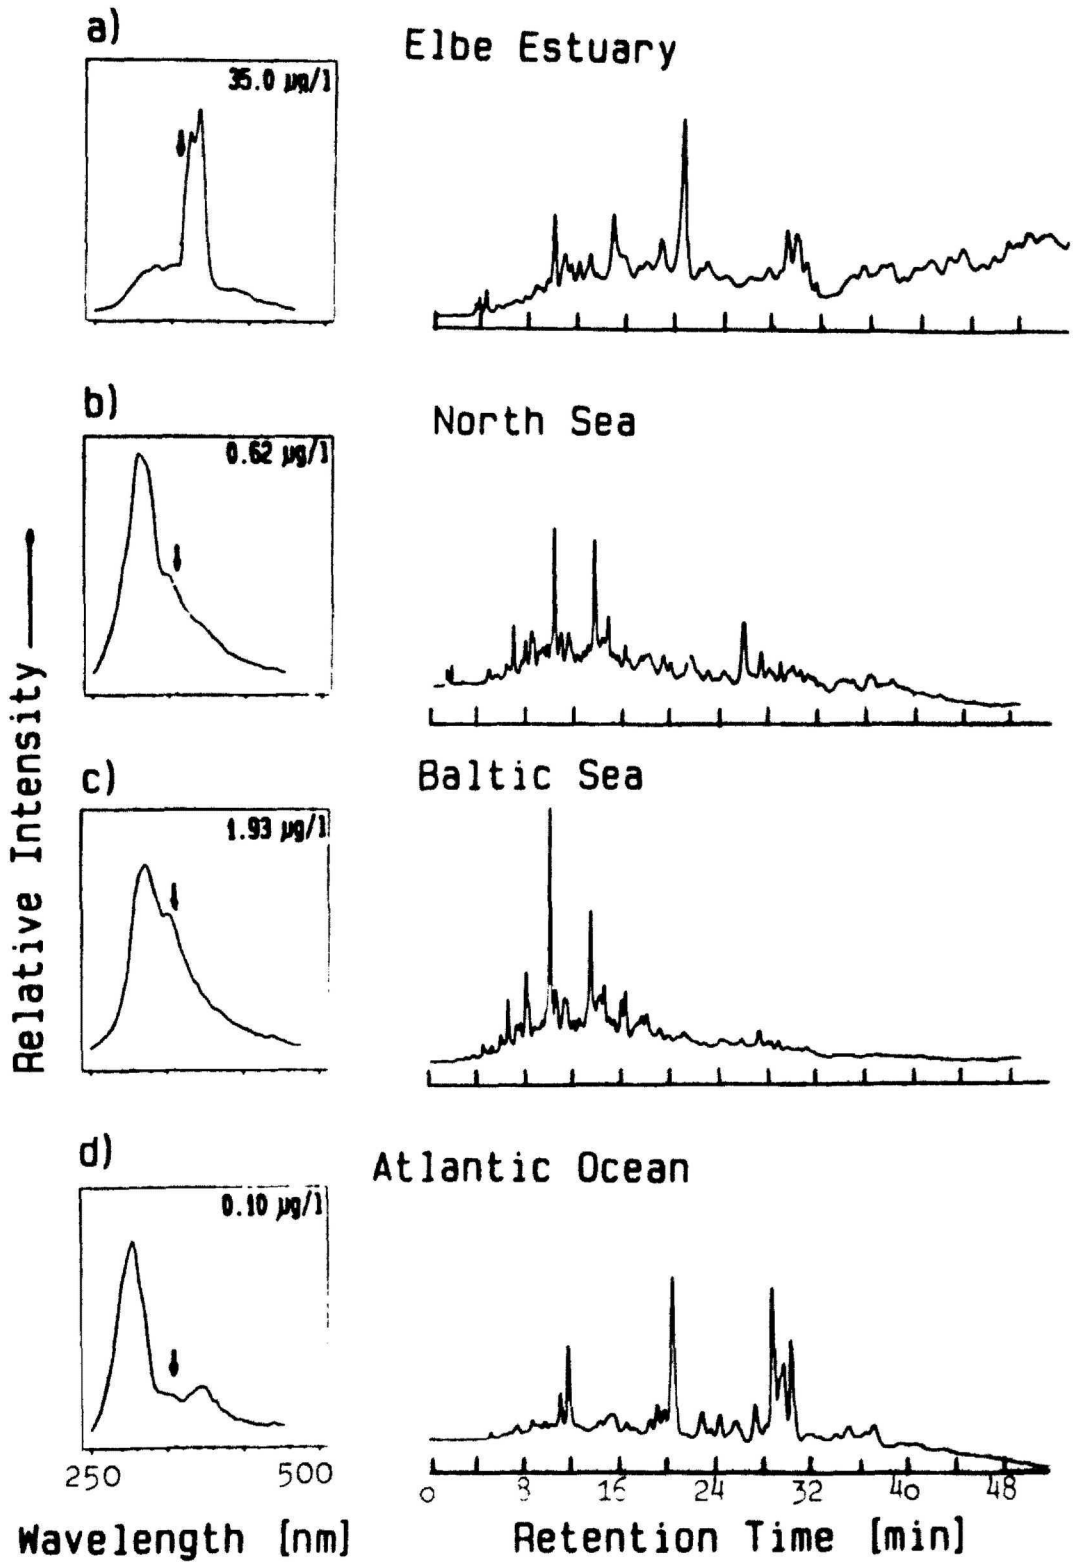 a)
Elbe Estuary
35.0 µg/l
b)
North Sea
0.62 µg/l
c)
Baltic Sea
1.93 µg/l
d)
Atlantic Ocean
0.10 µg/l
Relative Intensity
250 500
0 8 16 24 32 40 48
Wavelength [nm]
Retention Time [min]